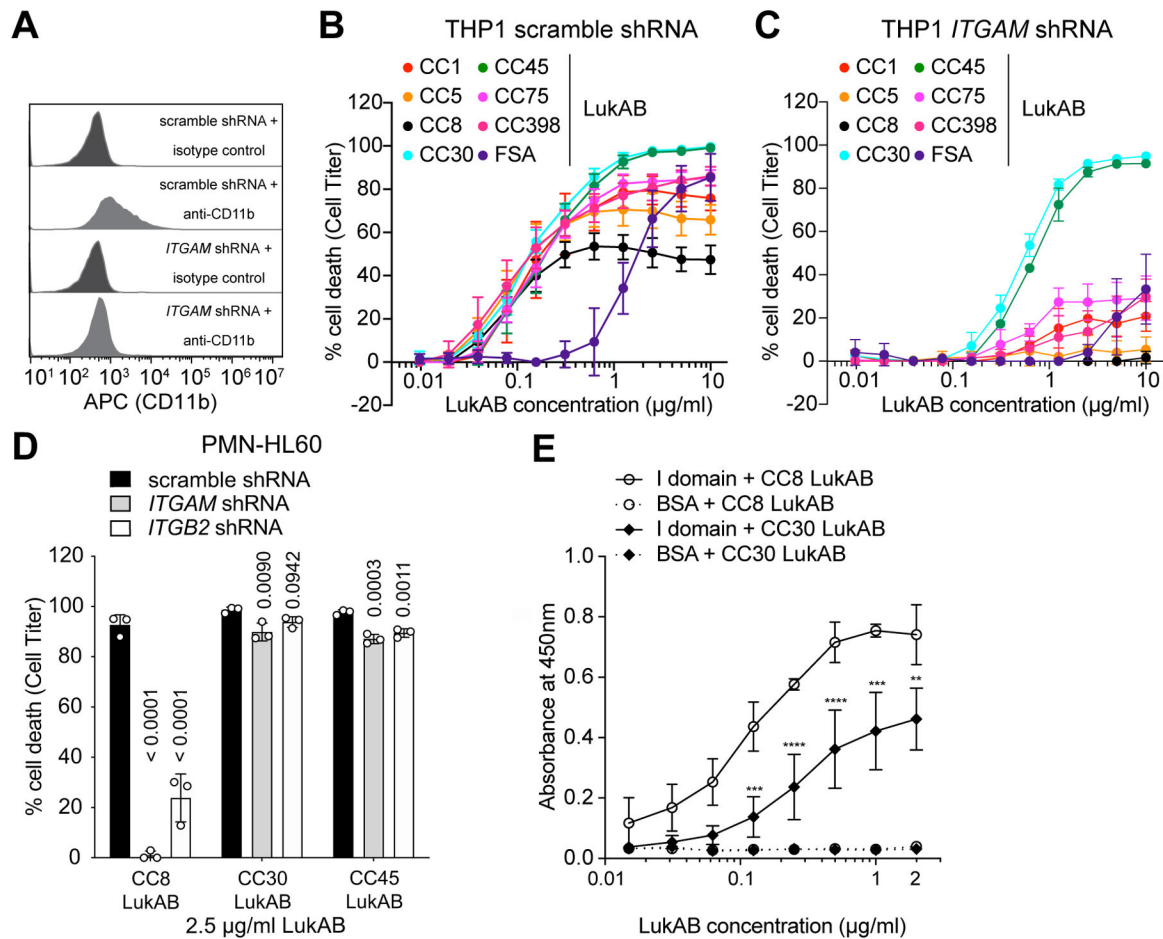 A
scramble shRNA +
isotype control
scramble shRNA +
anti-CD11b
ITGAM shRNA +
isotype control
ITGAM shRNA +
anti-CD11b
10¹ 10² 10³ 10⁴ 10⁵ 10⁶ 10⁷
APC (CD11b)
B
THP1 scramble shRNA
CC1 CC45
CC5 CC75
CC8 CC398
CC30 FSA
LukAB
% cell death (Cell Titer)
120
100
80
60
40
20
0
-20
0.01 0.1 1 10
LukAB concentration (µg/ml)
C
THP1 ITGAM shRNA
CC1 CC45
CC5 CC75
CC8 CC398
CC30 FSA
LukAB
% cell death (Cell Titer)
120
100
80
60
40
20
0
-20
0.01 0.1 1 10
LukAB concentration (µg/ml)
D
PMN-HL60
scramble shRNA
ITGAM shRNA
ITGB2 shRNA
% cell death (Cell Titer)
120
100
80
60
40
20
0
< 0.0001
< 0.0001
0.0090
0.0942
0.0003
0.0011
CC8 CC30 CC45
LukAB LukAB LukAB
2.5 µg/ml LukAB
E
I domain + CC8 LukAB
BSA + CC8 LukAB
I domain + CC30 LukAB
BSA + CC30 LukAB
Absorbance at 450nm
1.0
0.8
0.6
0.4
0.2
0.0
*** **** **** *** **
0.01 0.1 1 2
LukAB concentration (µg/ml)